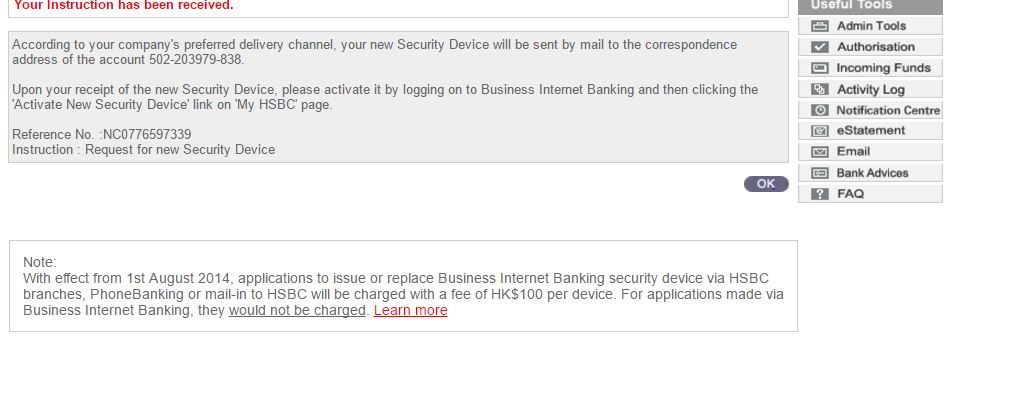 Your Instruction has been received.
According to your company's preferred delivery channel, your new Security Device will be sent by mail to the correspondence
address of the account 502-203979-838.
Upon your receipt of the new Security Device, please activate it by logging on to Business Internet Banking and then clicking the
'Activate New Security Device' link on 'My HSBC' page.
Reference No. :NC0776597339
Instruction : Request for new Security Device
OK
Useful Tools
Admin Tools
Authorisation
Incoming Funds
Activity Log
Notification Centre
eStatement
Email
Bank Advices
FAQ
Note:
With effect from 1st August 2014, applications to issue or replace Business Internet Banking security device via HSBC
branches, PhoneBanking or mail-in to HSBC will be charged with a fee of HK$100 per device. For applications made via
Business Internet Banking, they would not be charged. Learn more